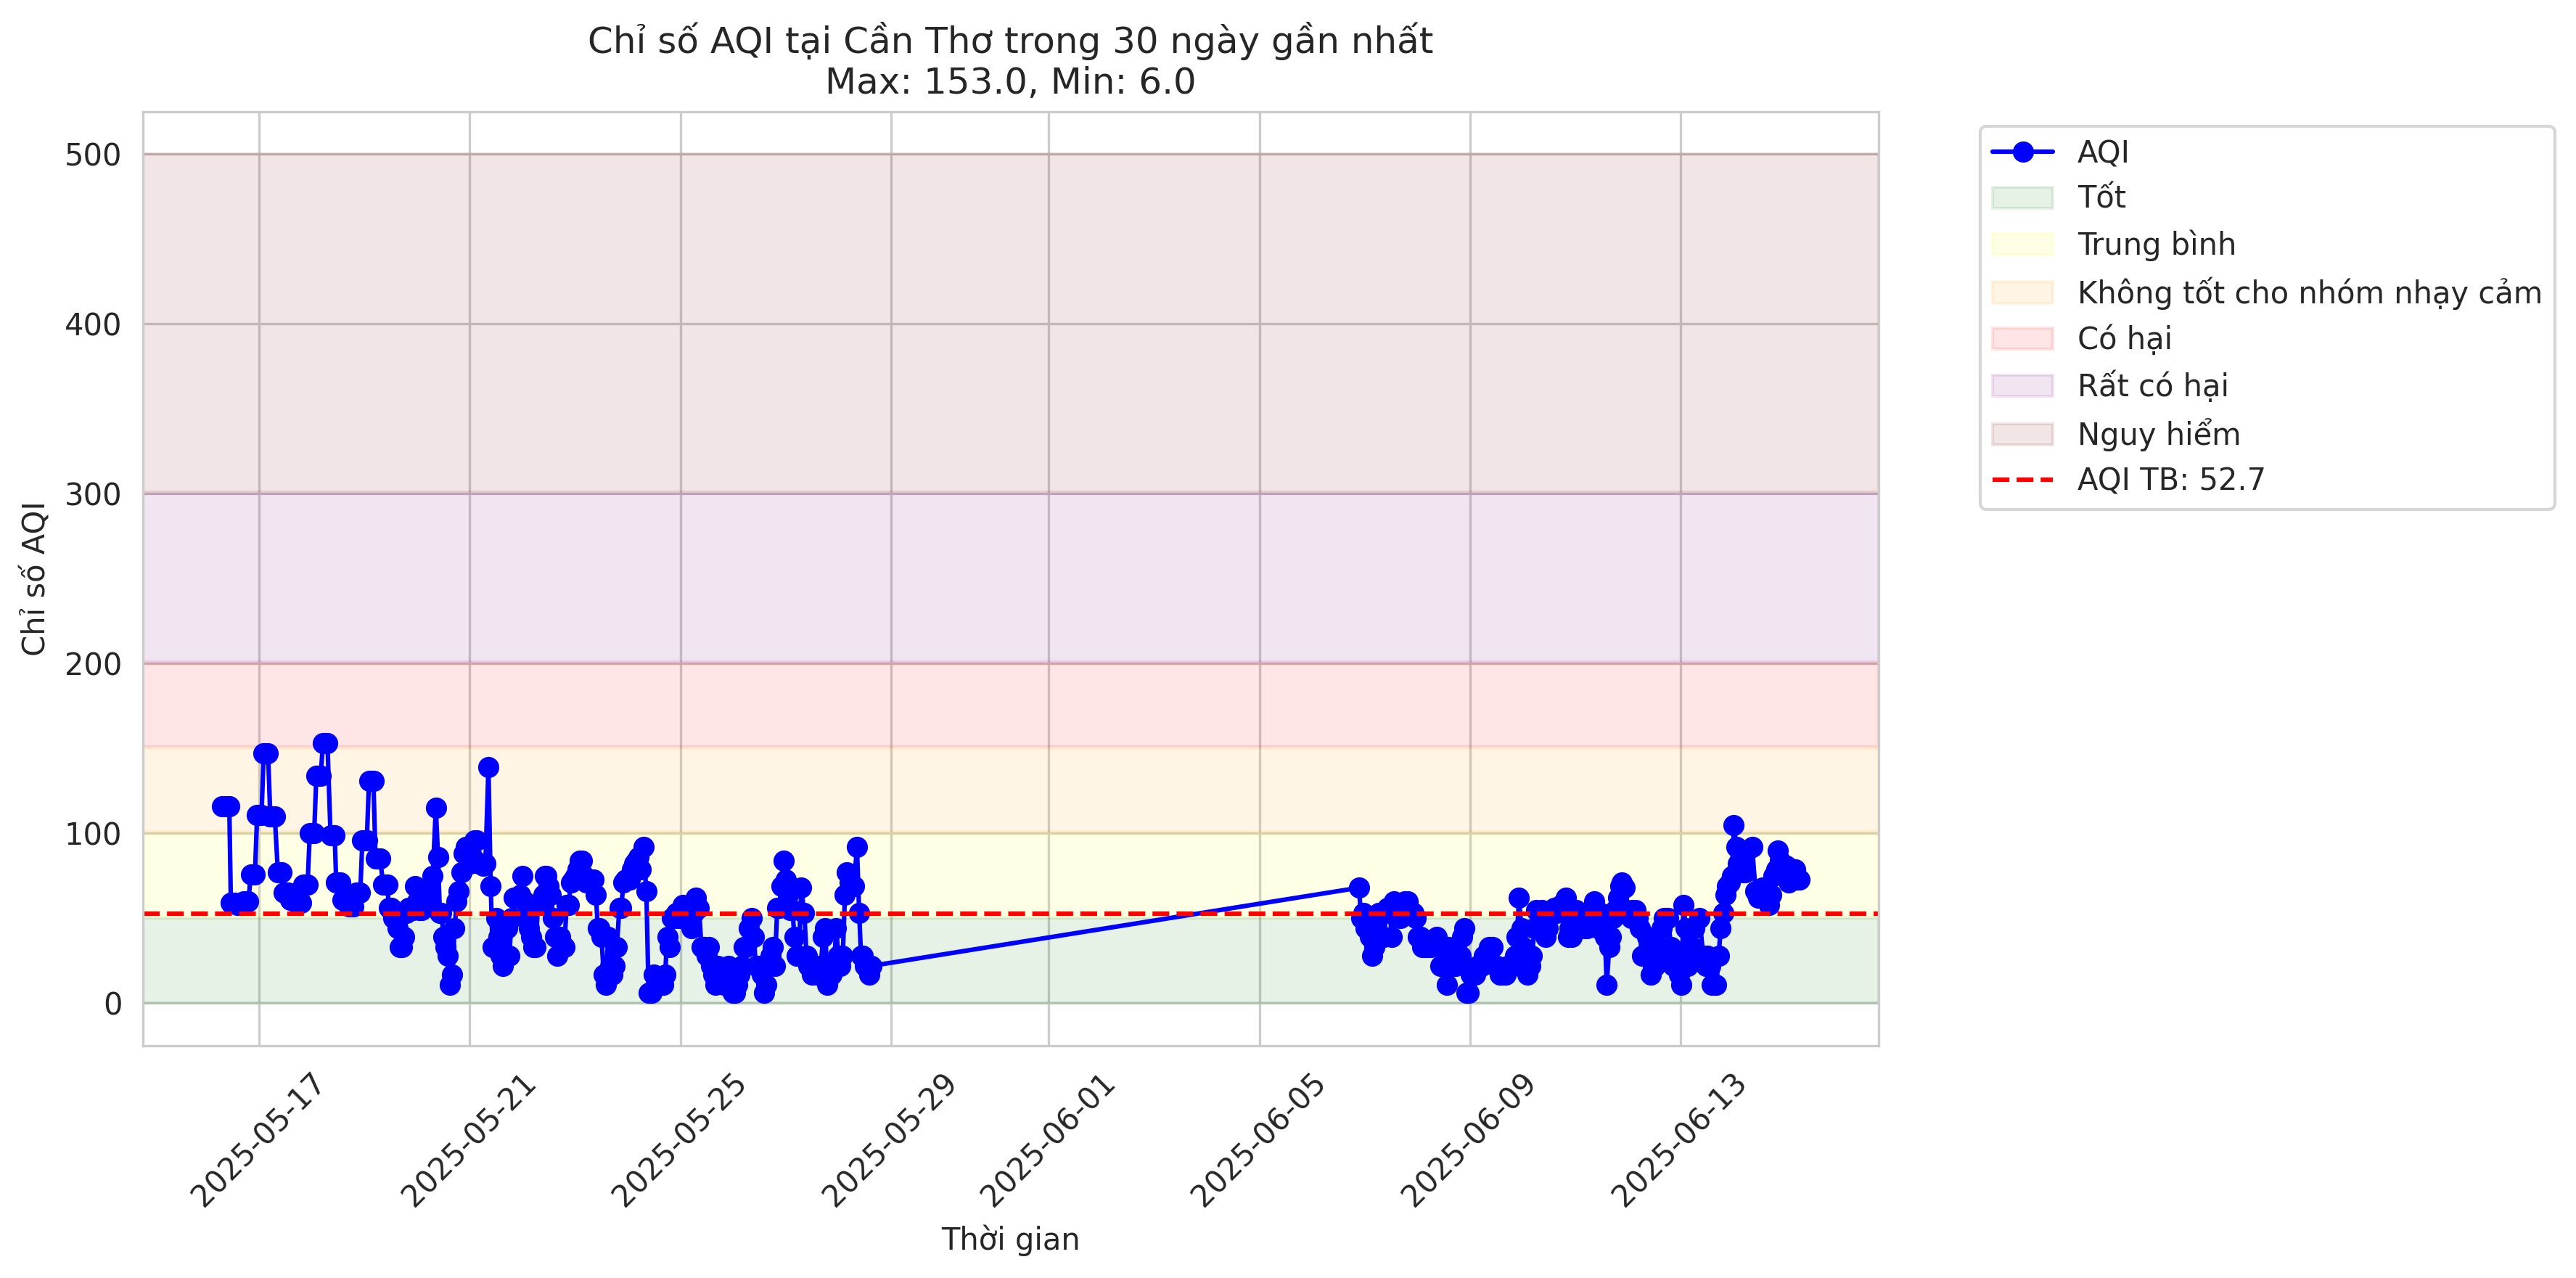 Chỉ số AQI tại Cần Thơ trong 30 ngày gần nhất
Max: 153.0, Min: 6.0
Chỉ số AQI
500
400
300
200
100
0
2025-05-17
2025-05-21
2025-05-25
2025-05-29
2025-06-01
2025-06-05
2025-06-09
2025-06-13
Thời gian
AQI
Tốt
Trung bình
Không tốt cho nhóm nhạy cảm
Có hại
Rất có hại
Nguy hiểm
AQI TB: 52.7